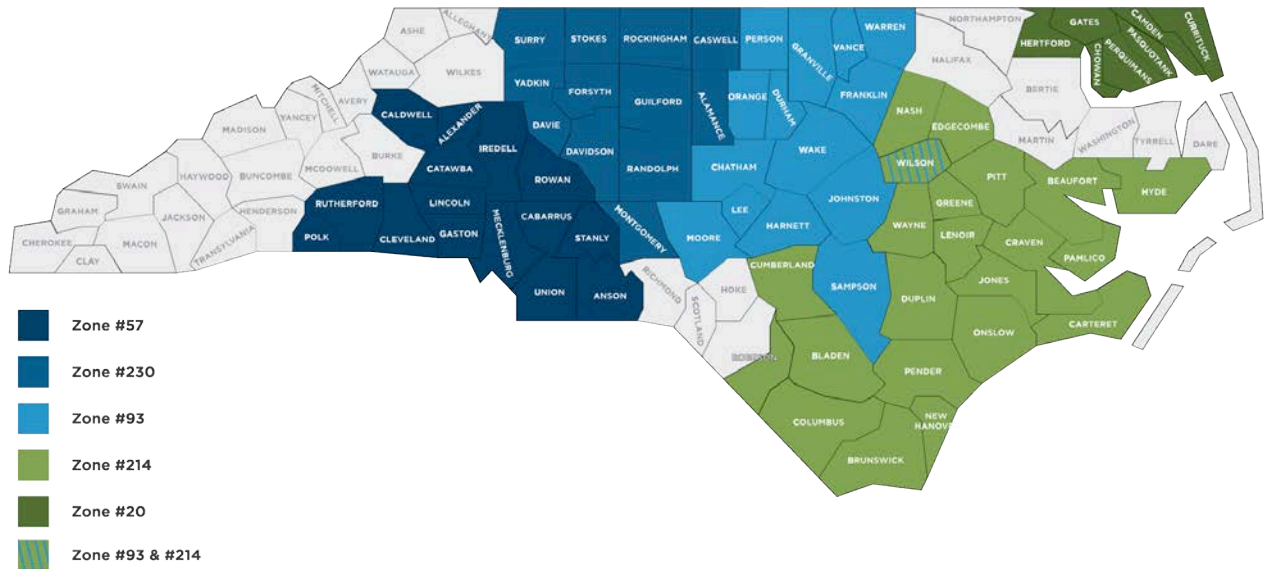 ASHE
ALLEGHANY
SURRY
STOKES
ROCKINGHAM
CASWELL
PERSON
GRANVILLE
VANCE
WARREN
NORTHAMPTON
HERTFORD
GATES
CAMDEN
PASQUOTANK
CURRITUCK
PERQUIMANS
CHOWAN
WATAUGA
WILKES
YADKIN
FORSYTH
GUILFORD
ALAMANCE
ORANGE
DURHAM
FRANKLIN
HALIFAX
BERTIE
MITCHELL
AVERY
CALDWELL
ALEXANDER
DAVIE
NASH
EDGECOMBE
MARTIN
WASHINGTON
TYRRELL
DARE
MADISON
YANCEY
BURKE
IREDELL
DAVIDSON
RANDOLPH
CHATHAM
WAKE
WILSON
PITT
BEAUFORT
HYDE
SWAIN
HAYWOOD
BUNCOMBE
MCDOWELL
CATAWBA
ROWAN
RUTHERFORD
LINCOLN
CABARRUS
MONTGOMERY
LEE
JOHNSTON
GREENE
GRAHAM
JACKSON
HENDERSON
TRANSYLVANIA
POLK
CLEVELAND
GASTON
MECKLENBURG
STANLY
MOORE
HARNETT
WAYNE
LENOIR
CRAVEN
PAMLICO
CHEROKEE
MACON
CLAY
UNION
ANSON
RICHMOND
SCOTLAND
HOKE
CUMBERLAND
SAMPSON
DUPLIN
JONES
ONSLOW
CARTERET
ROBESON
BLADEN
PENDER
COLUMBUS
NEW
HANOVE
BRUNSWICK
Zone #57
Zone #230
Zone #93
Zone #214
Zone #20
Zone #93 & #214